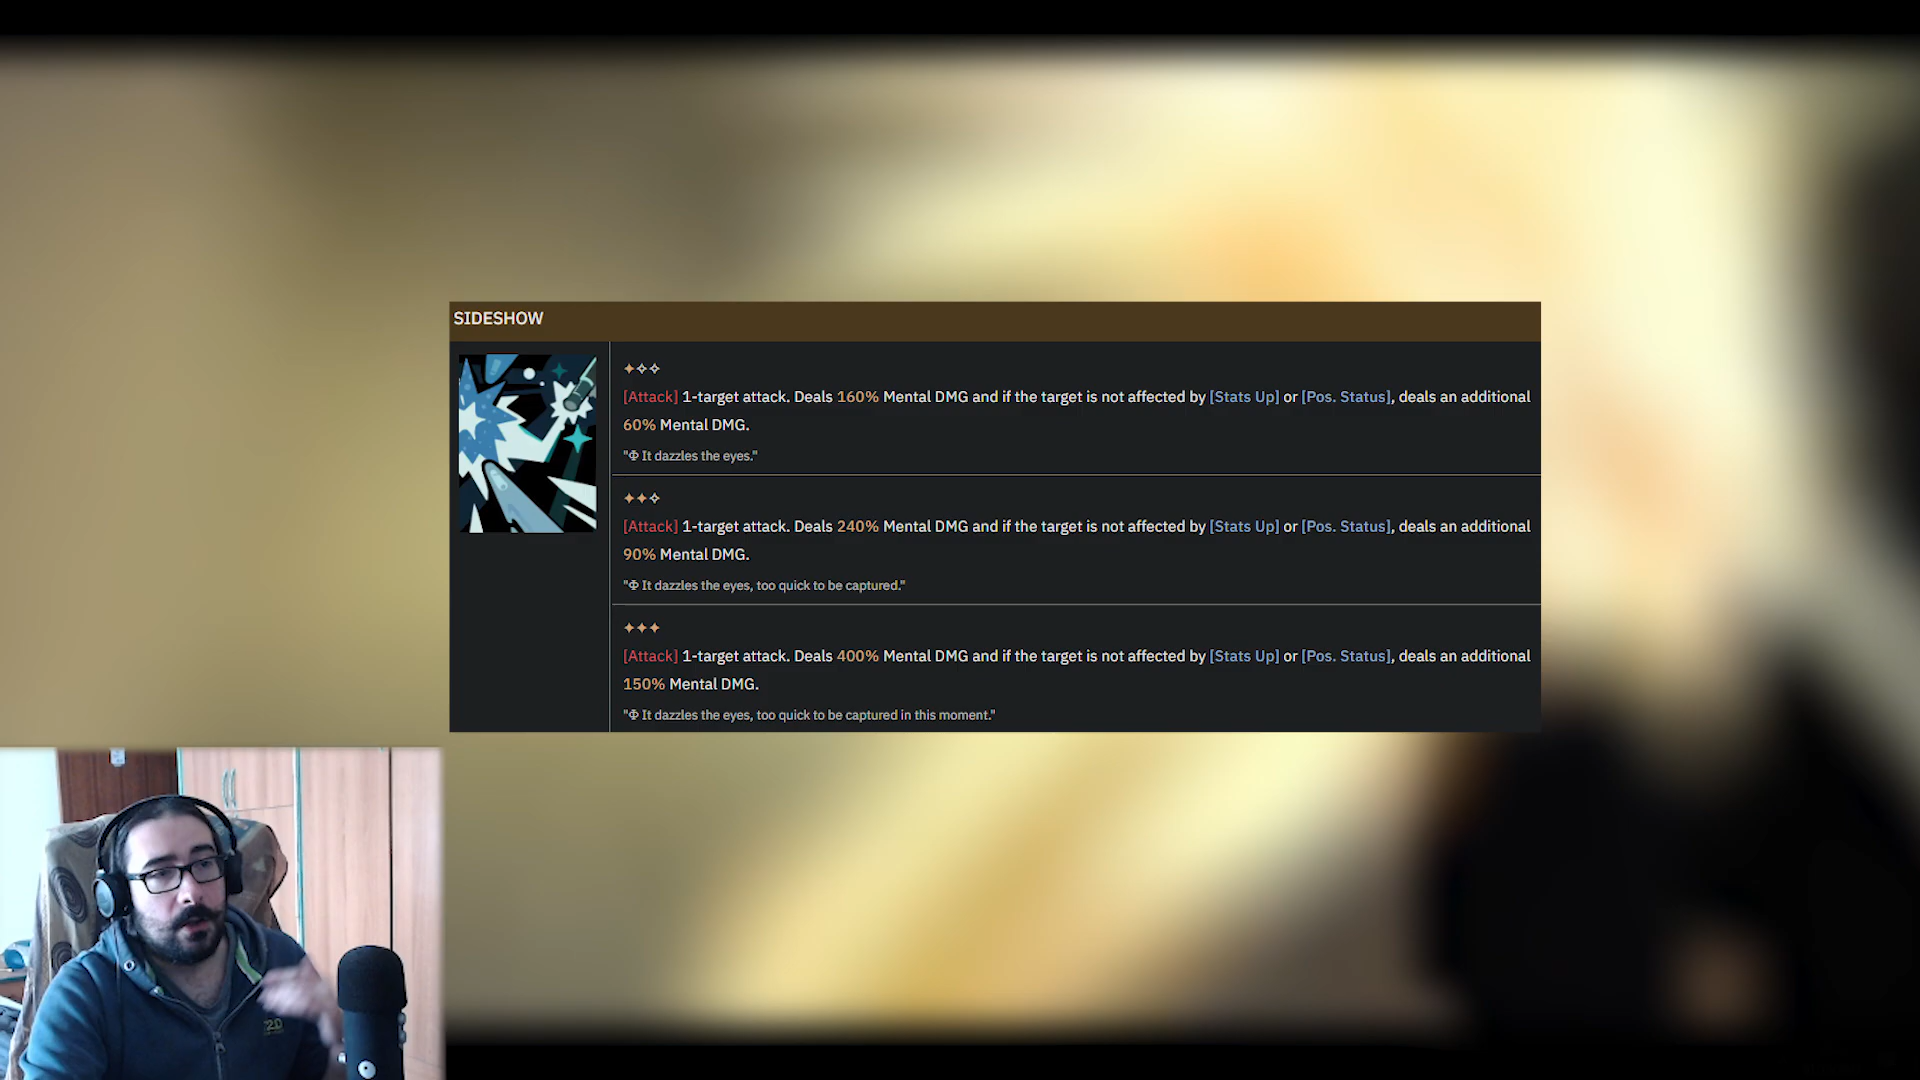 SIDESHOW
[Attack] 1-target attack. Deals 160% Mental DMG and if the target is not affected by [Stats Up] or [Pos. Status], deals an additional
60% Mental DMG.
"Φ It dazzles the eyes."
[Attack] 1-target attack. Deals 240% Mental DMG and if the target is not affected by [Stats Up] or [Pos. Status], deals an additional
90% Mental DMG.
"Φ It dazzles the eyes, too quick to be captured."
[Attack] 1-target attack. Deals 400% Mental DMG and if the target is not affected by [Stats Up] or [Pos. Status], deals an additional
150% Mental DMG.
"Φ It dazzles the eyes, too quick to be captured in this moment."